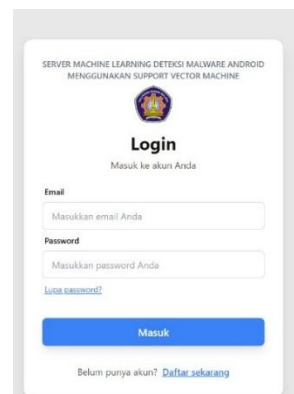 SERVER MACHINE LEARNING DETEKSI MALWARE ANDROID
MENGGUNAKAN SUPPORT VECTOR MACHINE
Login
Masuk ke akun Anda
Email
Masukkan email Anda
Password
Masukkan password Anda
Lupa password?
Masuk
Belum punya akun? Daftar sekarang